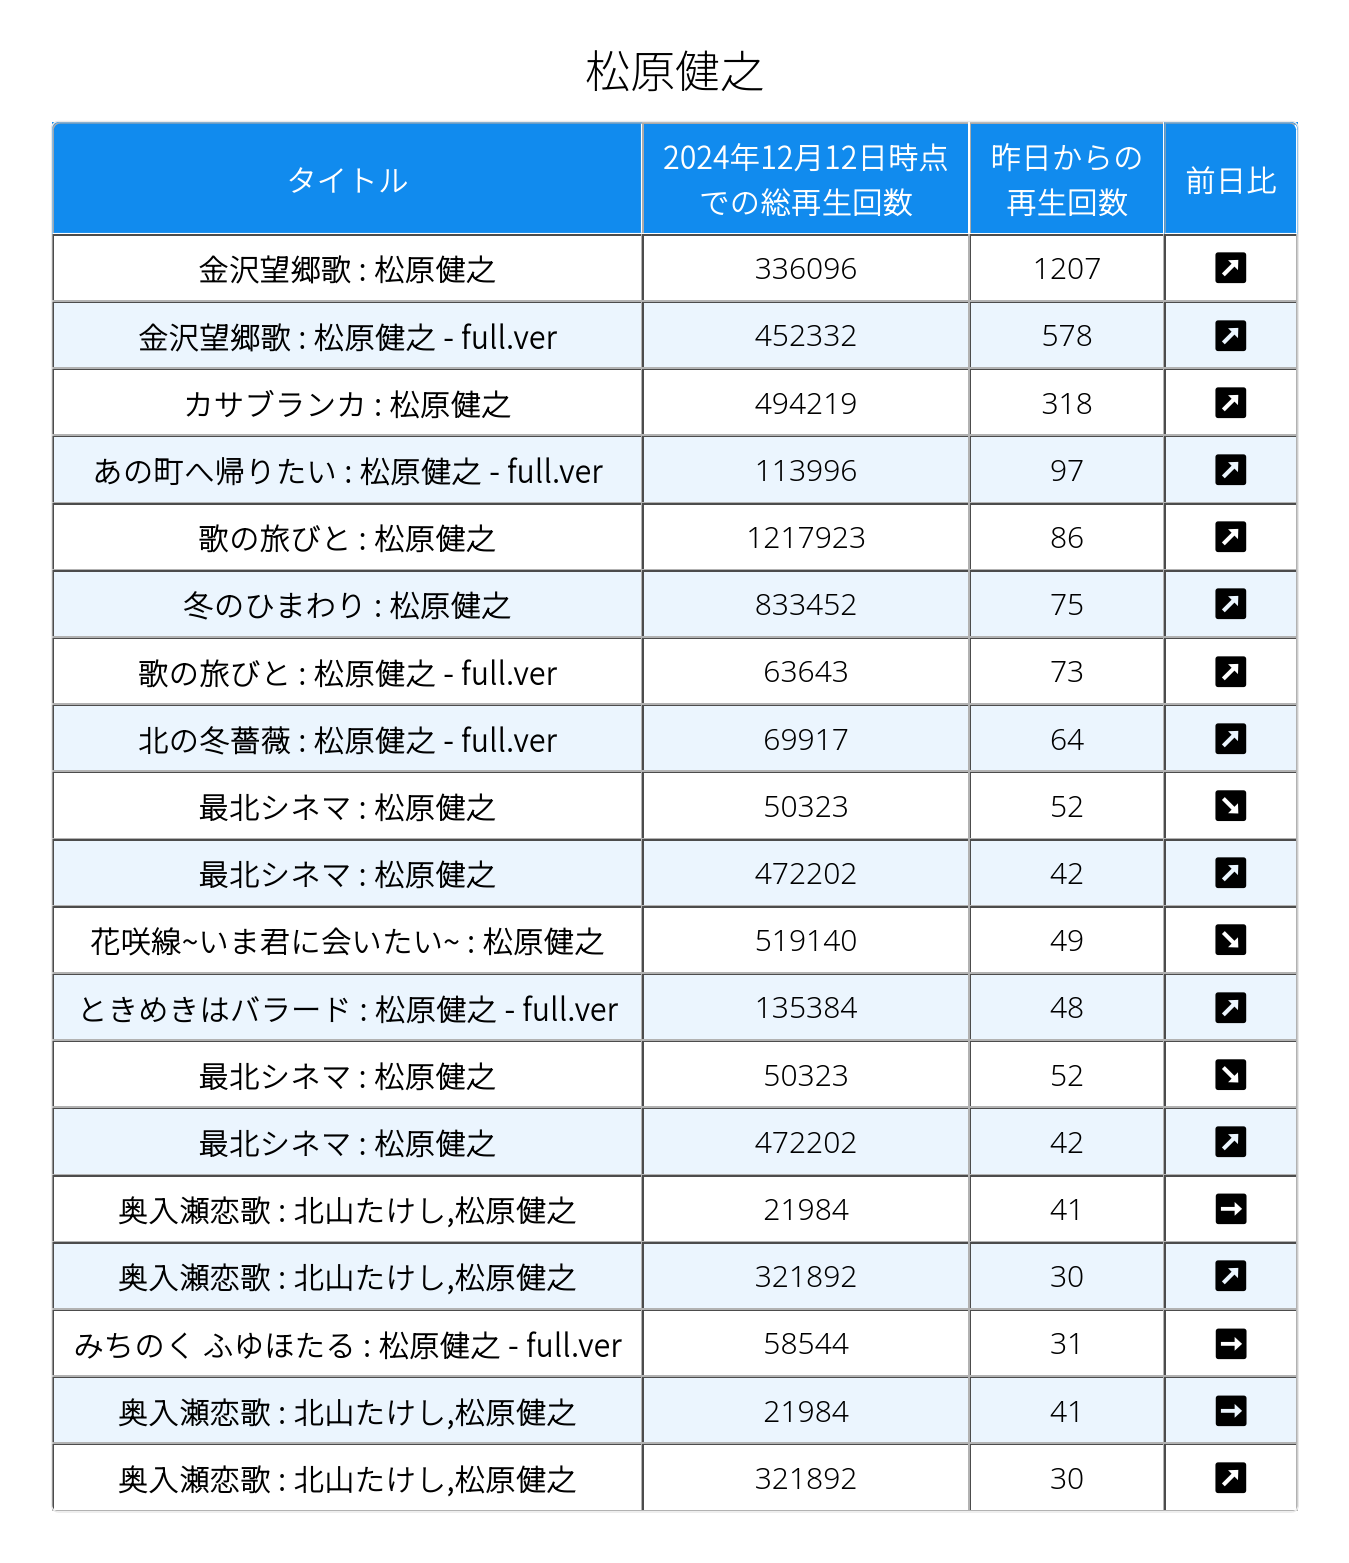 松原健之
タイトル 2024年12月12日時点での総再生回数 昨日からの再生回数 前日比
金沢望郷歌 : 松原健之 336096 1207 ↗
金沢望郷歌 : 松原健之 - full.ver 452332 578 ↗
カサブランカ : 松原健之 494219 318 ↗
あの町へ帰りたい : 松原健之 - full.ver 113996 97 ↗
歌の旅びと : 松原健之 1217923 86 ↗
冬のひまわり : 松原健之 833452 75 ↗
歌の旅びと : 松原健之 - full.ver 63643 73 ↗
北の冬薔薇 : 松原健之 - full.ver 69917 64 ↗
最北シネマ : 松原健之 50323 52 ↘
最北シネマ : 松原健之 472202 42 ↗
花咲線~いま君に会いたい~ : 松原健之 519140 49 ↘
ときめきはバラード : 松原健之 - full.ver 135384 48 ↗
最北シネマ : 松原健之 50323 52 ↘
最北シネマ : 松原健之 472202 42 ↗
奥入瀬恋歌 : 北山たけし,松原健之 21984 41 →
奥入瀬恋歌 : 北山たけし,松原健之 321892 30 ↗
みちのく ふゆほたる : 松原健之 - full.ver 58544 31 →
奥入瀬恋歌 : 北山たけし,松原健之 21984 41 →
奥入瀬恋歌 : 北山たけし,松原健之 321892 30 ↗